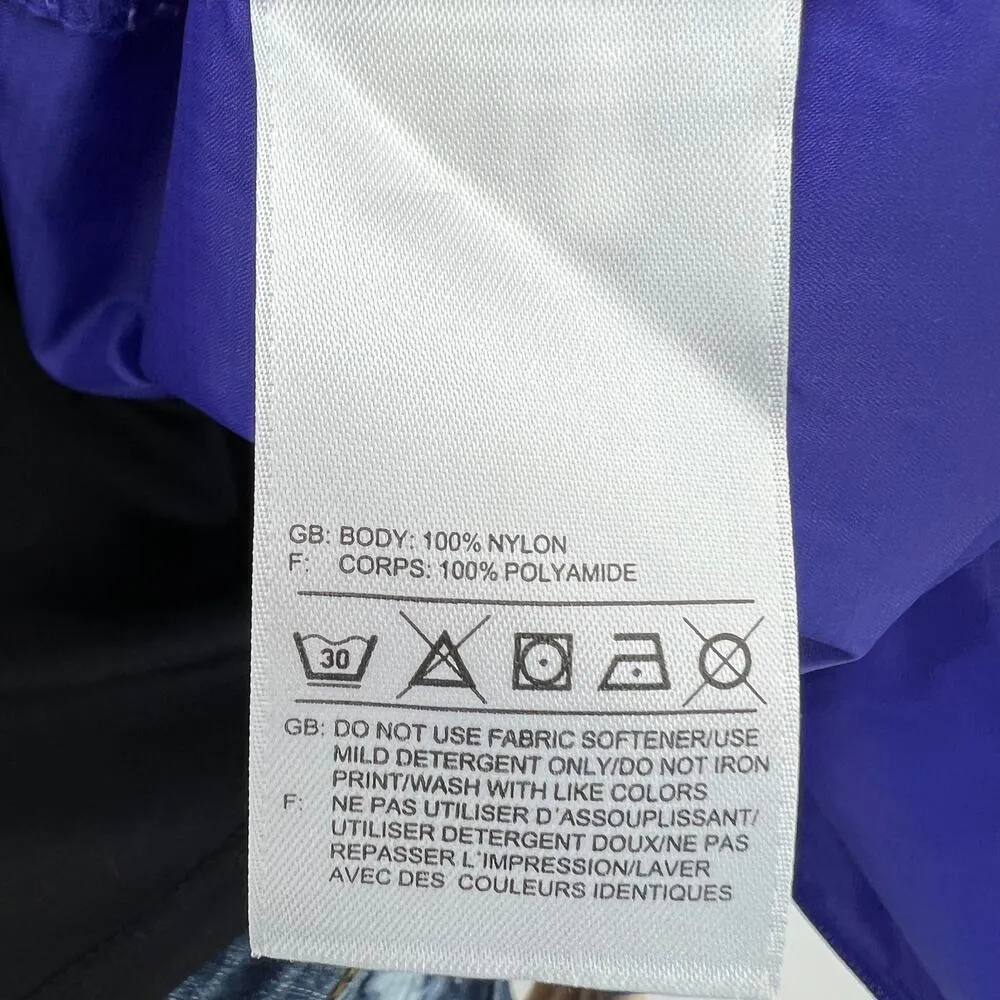 GB: BODY: 100% NYLON
F: CORPS: 100% POLYAMIDE
30
GB: DO NOT USE FABRIC SOFTENER/USE
MILD DETERGENT ONLY/DO NOT IRON
PRINT/WASH WITH LIKE COLORS
F: NE PAS UTILISER D'ASSOUPLISSANT/
UTILISER DETERGENT DOUX/NE PAS
REPASSER L'IMPRESSION/LAVER
AVEC DES COULEURS IDENTIQUES